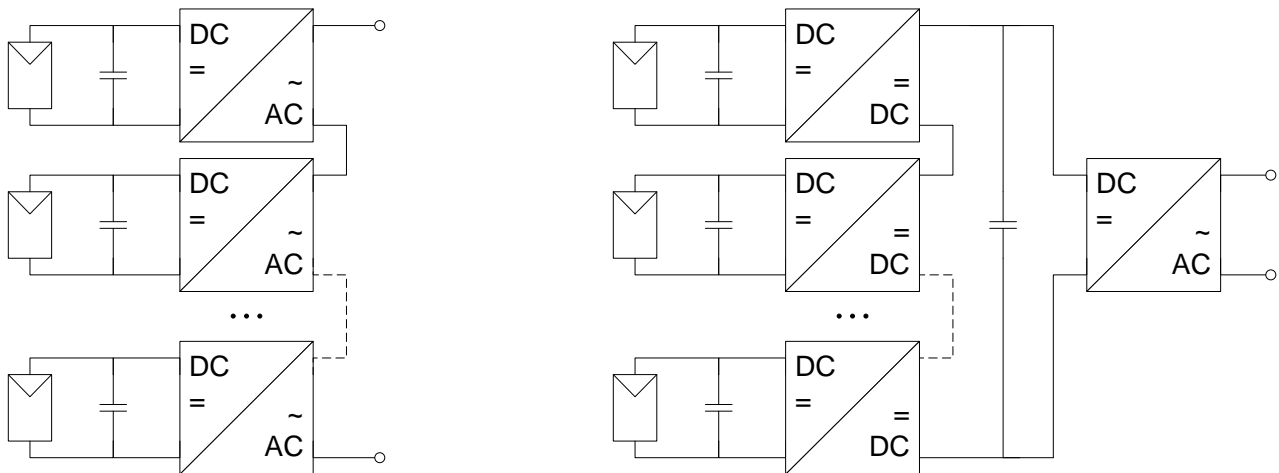 DC
=
~
AC
DC
=
~
AC
...
DC
=
~
AC
DC
=
=
DC
DC
=
=
DC
...
DC
=
=
DC
DC
=
~
AC